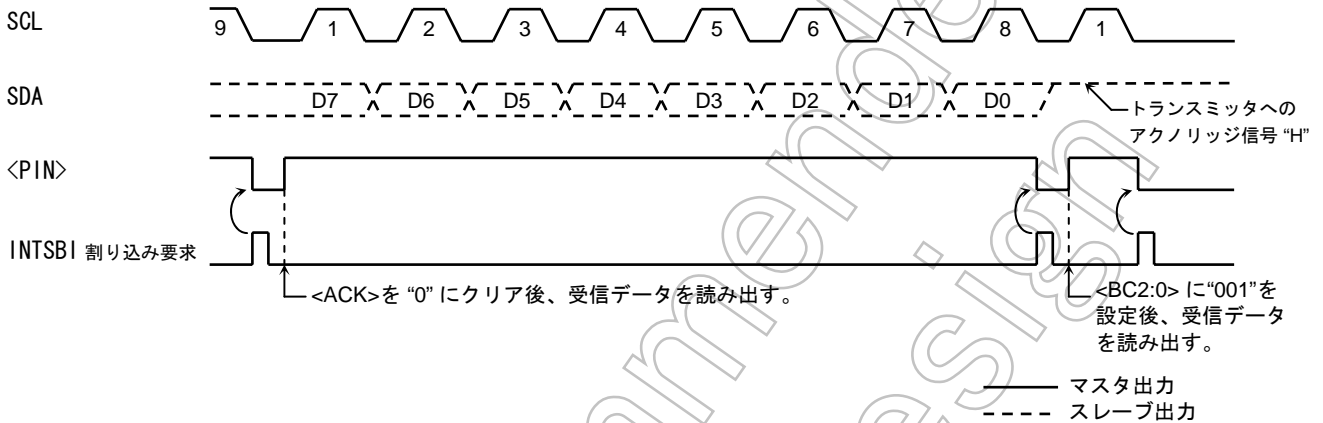 SCL 9 1 2 3 4 5 6 7 8 1
SDA D7 D6 D5 D4 D3 D2 D1 D0
トランスミッタへの
アクノリッジ信号 “H”
<PIN>
INTSBI 割り込み要求
<ACK>を “0” にクリア後、受信データを読み出す。
<BC2:0> に“001”を
設定後、受信データ
を読み出す。
マスタ出力
スレーブ出力